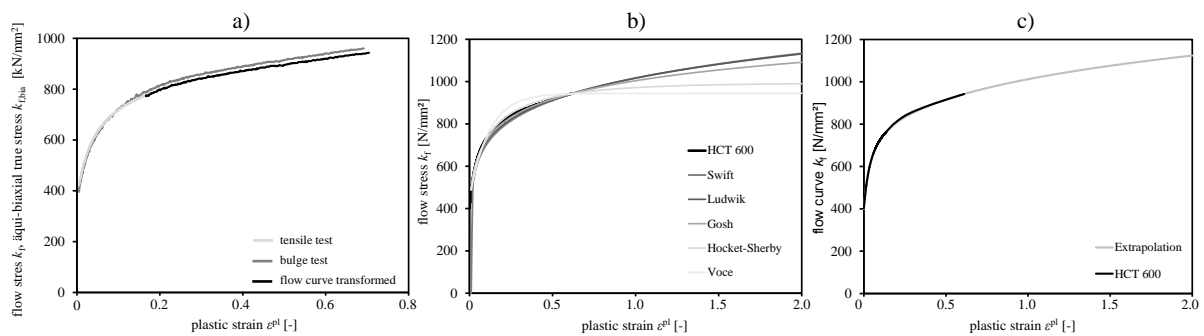 a)
flow stres kf, äqui-biaxial true stress kf,bia [kN/mm²]
1000
800
600
400
200
0
0
0.2
0.4
0.6
0.8
tensile test
bulge test
flow curve transformed
plastic strain εpl [-]
b)
flow stress kf [N/mm²]
1200
1000
800
600
400
200
0
0
0.5
1.0
1.5
2.0
HCT 600
Swift
Ludwik
Gosh
Hocket-Sherby
Voce
plastic strain εpl [-]
c)
flow curve kf [N/mm²]
1200
1000
800
600
400
200
0
0
0.5
1.0
1.5
2.0
Extrapolation
HCT 600
plastic strain εpl [-]